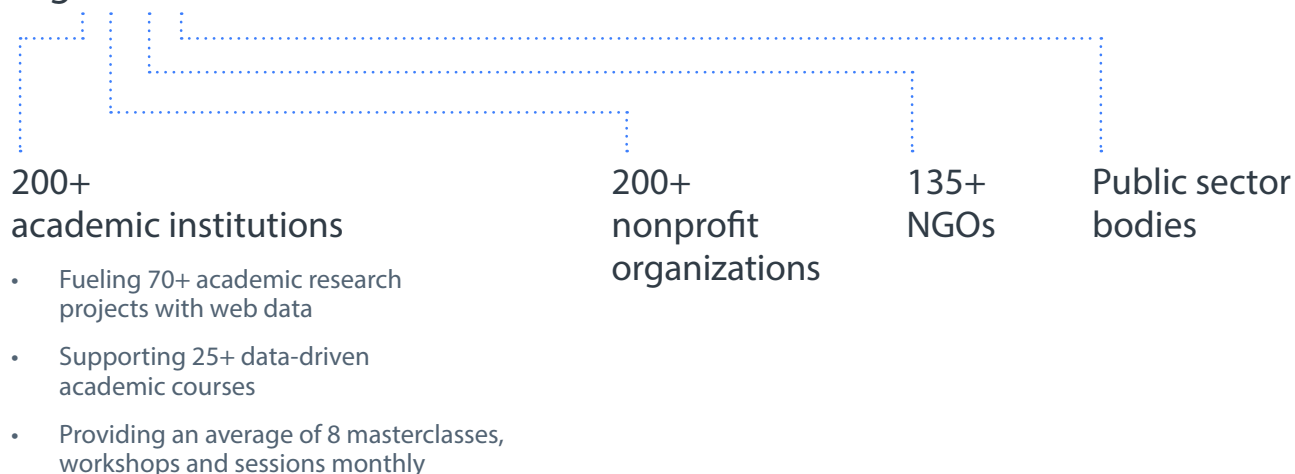 200+
academic institutions
• Fueling 70+ academic research
projects with web data
• Supporting 25+ data-driven
academic courses
• Providing an average of 8 masterclasses,
workshops and sessions monthly
200+
nonprofit
organizations
135+
NGOs
Public sector
bodies